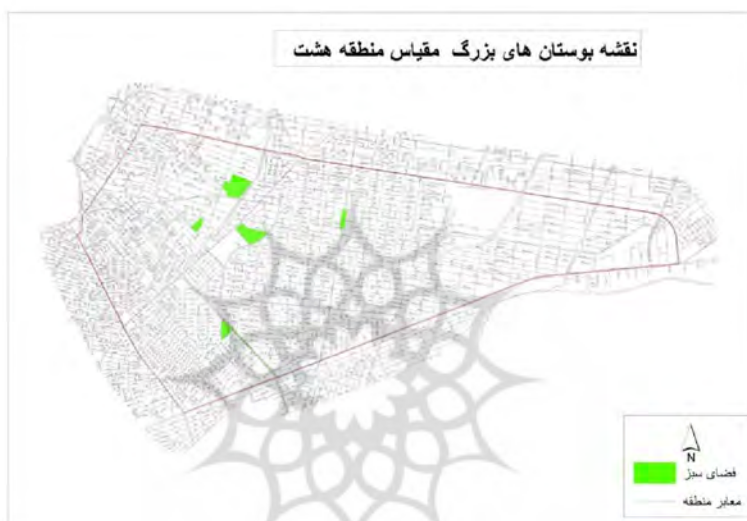 نقشه بوستان های بزرگ مقیاس منطقه هشت
N
فضای سبز
معابر منطقه